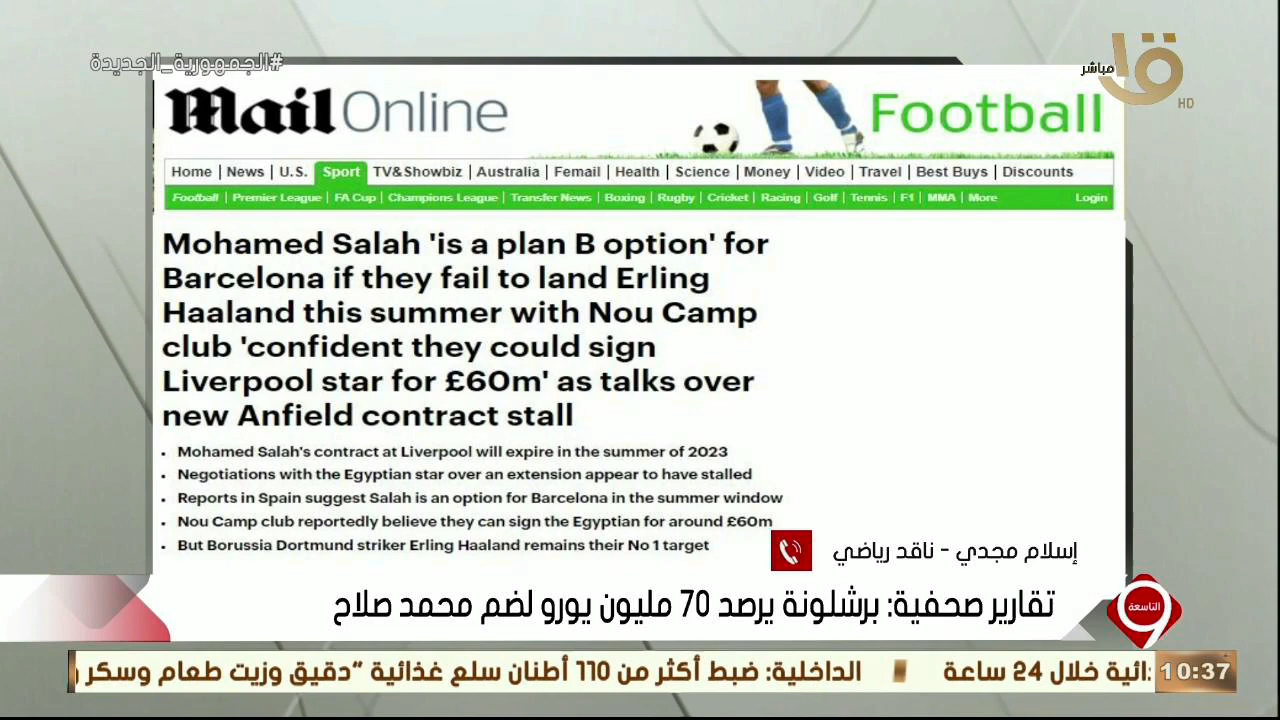 #الجمهورية_الجديدة
مباشر
HD
Mail Online
Football
Home | News | U.S. | Sport | TV&Showbiz | Australia | Femail | Health | Science | Money | Video | Travel | Best Buys | Discounts
Football | Premier League | FA Cup | Champions League | Transfer News | Boxing | Rugby | Cricket | Racing | Golf | Tennis | F1 | MMA | More Login
Mohamed Salah 'is a plan B option' for
Barcelona if they fail to land Erling
Haaland this summer with Nou Camp
club 'confident they could sign
Liverpool star for £60m' as talks over
new Anfield contract stall
• Mohamed Salah's contract at Liverpool will expire in the summer of 2023
• Negotiations with the Egyptian star over an extension appear to have stalled
• Reports in Spain suggest Salah is an option for Barcelona in the summer window
• Nou Camp club reportedly believe they can sign the Egyptian for around £60m
• But Borussia Dortmund striker Erling Haaland remains their No 1 target
إسلام مجدي - ناقد رياضي
تقارير صحفية: برشلونة يرصد 70 مليون يورو لضم محمد صلاح
التاسعة
9
خلال 24 ساعة
الداخلية: ضبط أكثر من 110 أطنان سلع غذائية “دقيق وزيت طعام وسكر و
10:37